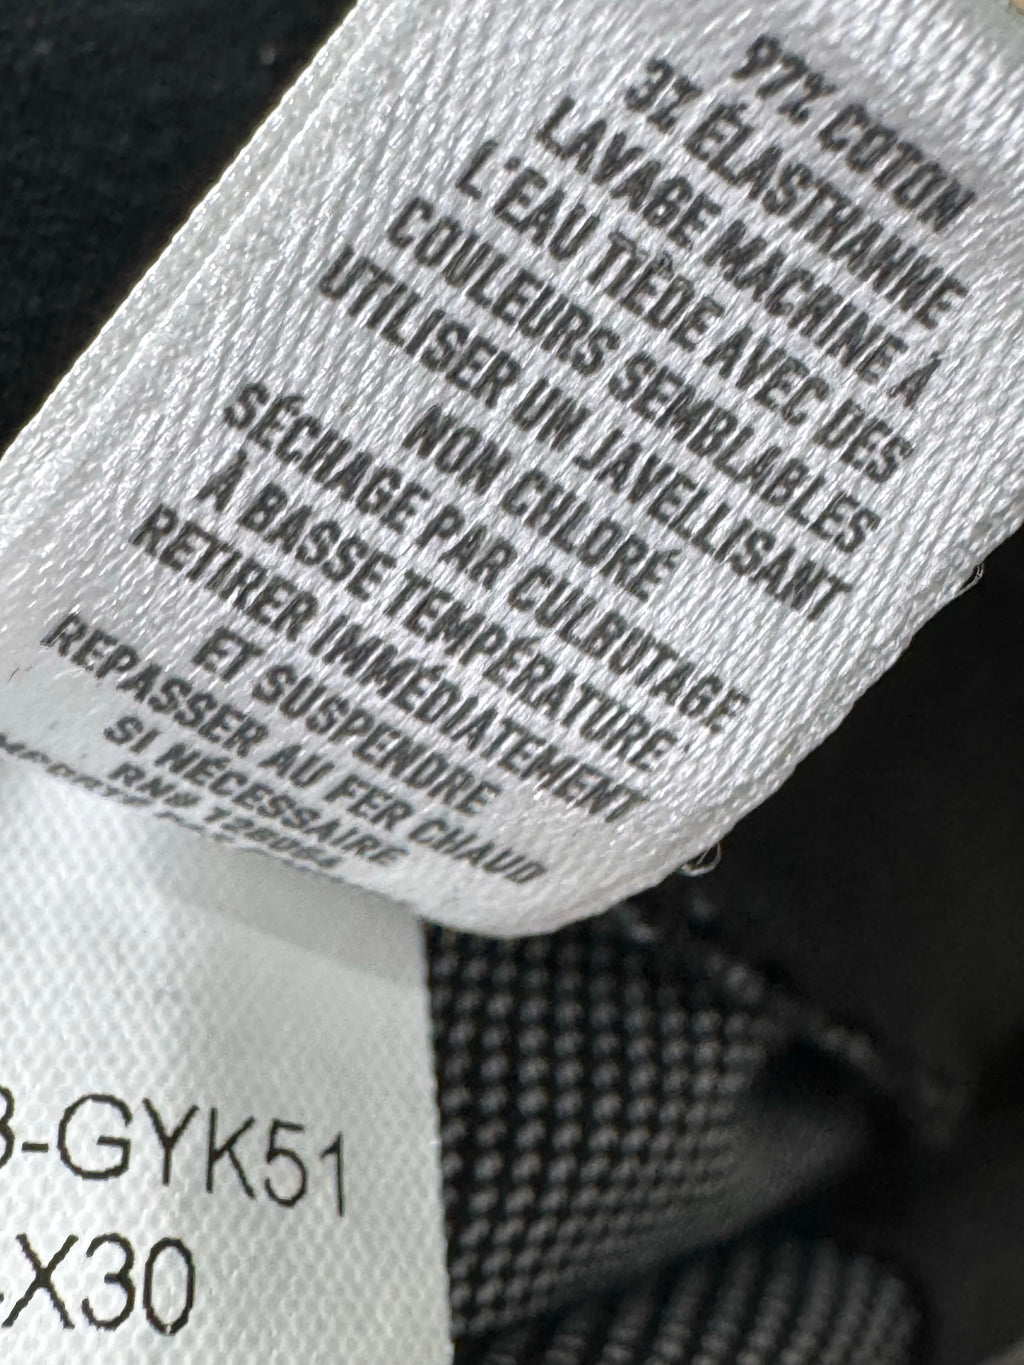 97% COTON
3% ÉLASTHANNE
LAVAGE MACHINE À
L'EAU TIÈDE AVEC DES
COULEURS SEMBLABLES
UTILISER UN JAVELLISANT
NON CHLORÉ
SÉCHAGE PAR CULBUTAGE
À BASSE TEMPÉRATURE
RETIRER IMMÉDIATEMENT
ET SUSPENDRE
REPASSER AU FER CHAUD
SI NÉCESSAIRE
RN#
-GYK51
X30